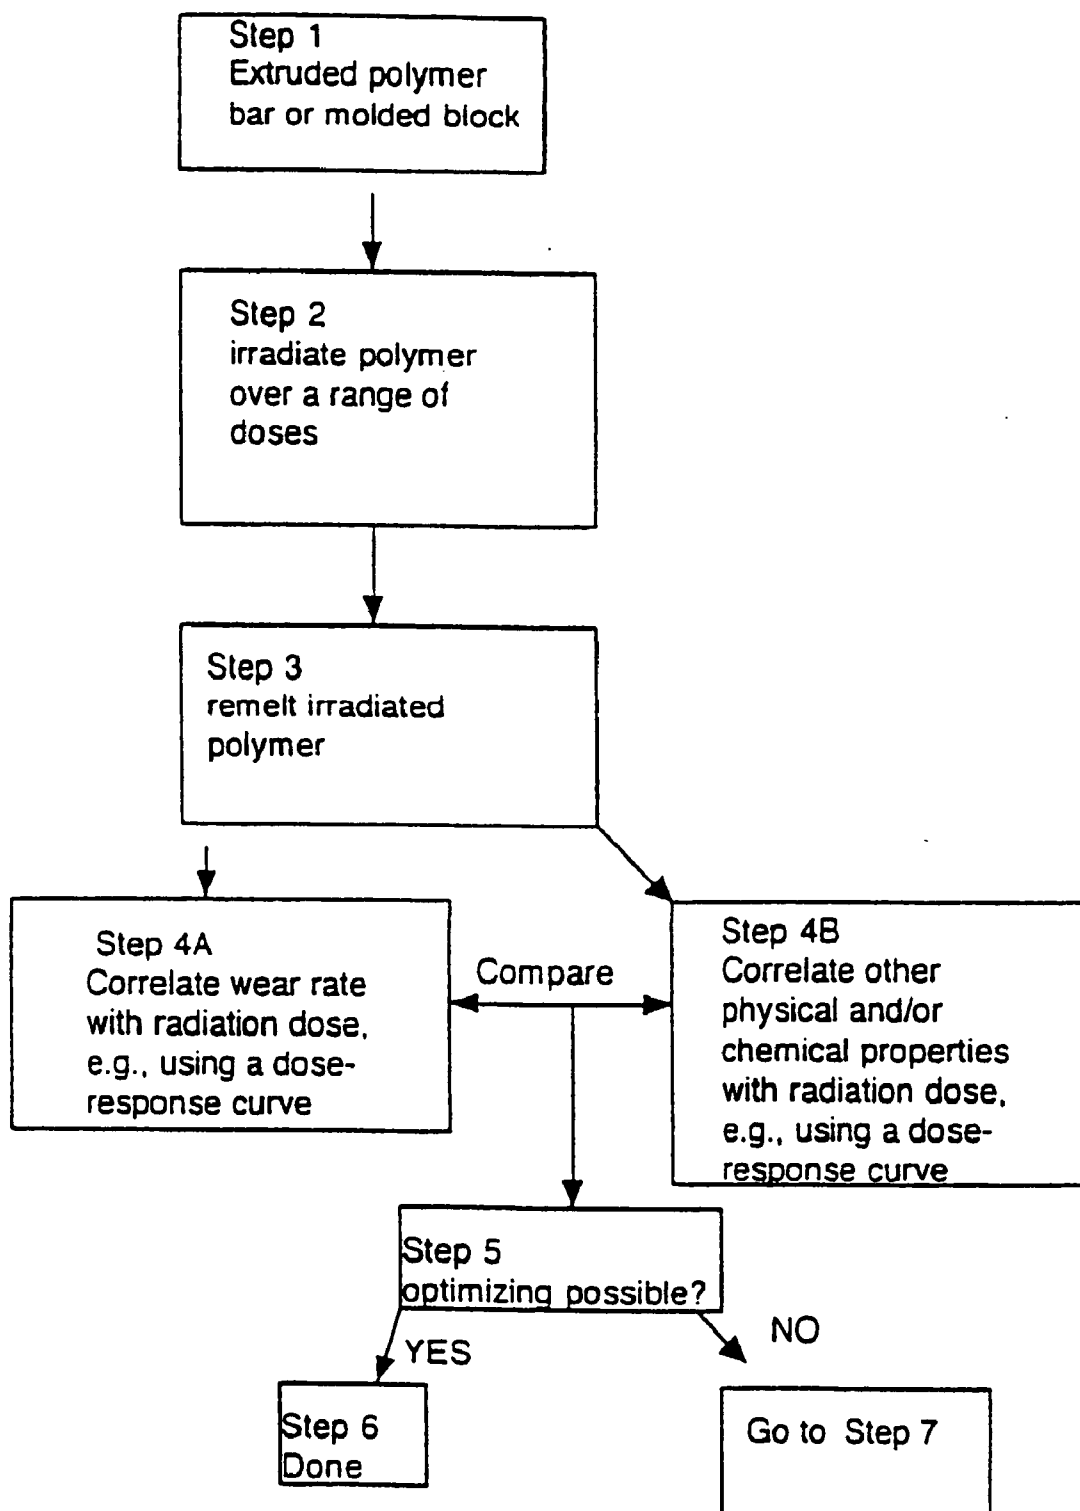 Step 1
Extruded polymer
bar or molded block
Step 2
irradiate polymer
over a range of
doses
Step 3
remelt irradiated
polymer
Step 4A
Correlate wear rate
with radiation dose,
e.g., using a dose-
response curve
Compare
Step 4B
Correlate other
physical and/or
chemical properties
with radiation dose,
e.g., using a dose-
response curve
Step 5
optimizing possible?
YES
NO
Step 6
Done
Go to Step 7